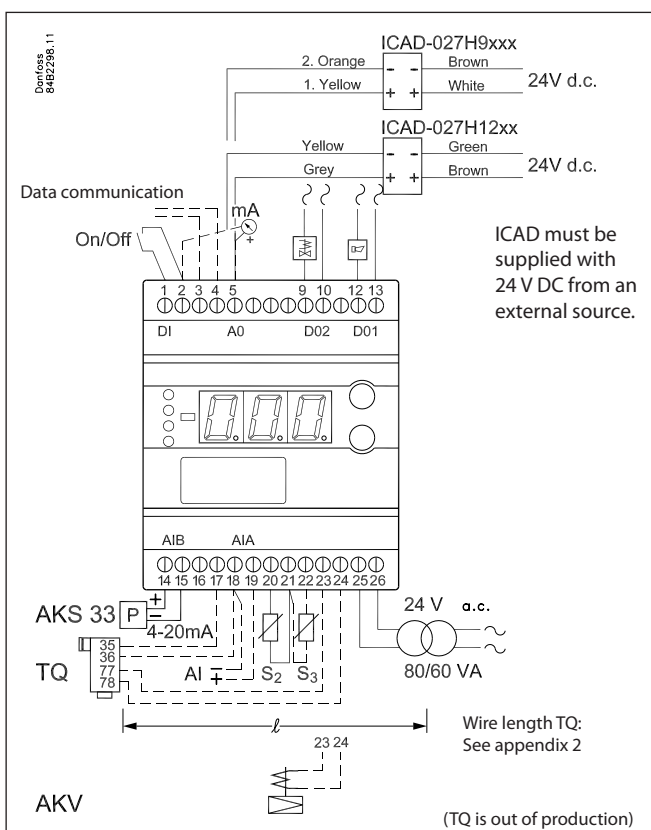 Danfoss
84B2298.11
ICAD-027H9xxx
2. Orange - - Brown
1. Yellow + + White
24V d.c.
ICAD-027H12xx
Yellow - - Green
Grey + + Brown
24V d.c.
Data communication
On/Off
mA
+
ICAD must be
supplied with
24 V DC from an
external source.
1 2 3 4 5 9 10 12 13
DI A0 D02 D01
0.0.0.
AIB AIA
14 15 16 17 18 19 20 21 22 23 24 25 26
+
-
AKS 33 P
4-20mA
24 V a.c.
80/60 VA
TQ
35
36
77
78
AI - +
S2 S3
l
Wire length TQ:
See appendix 2
23 24
AKV
(TQ is out of production)